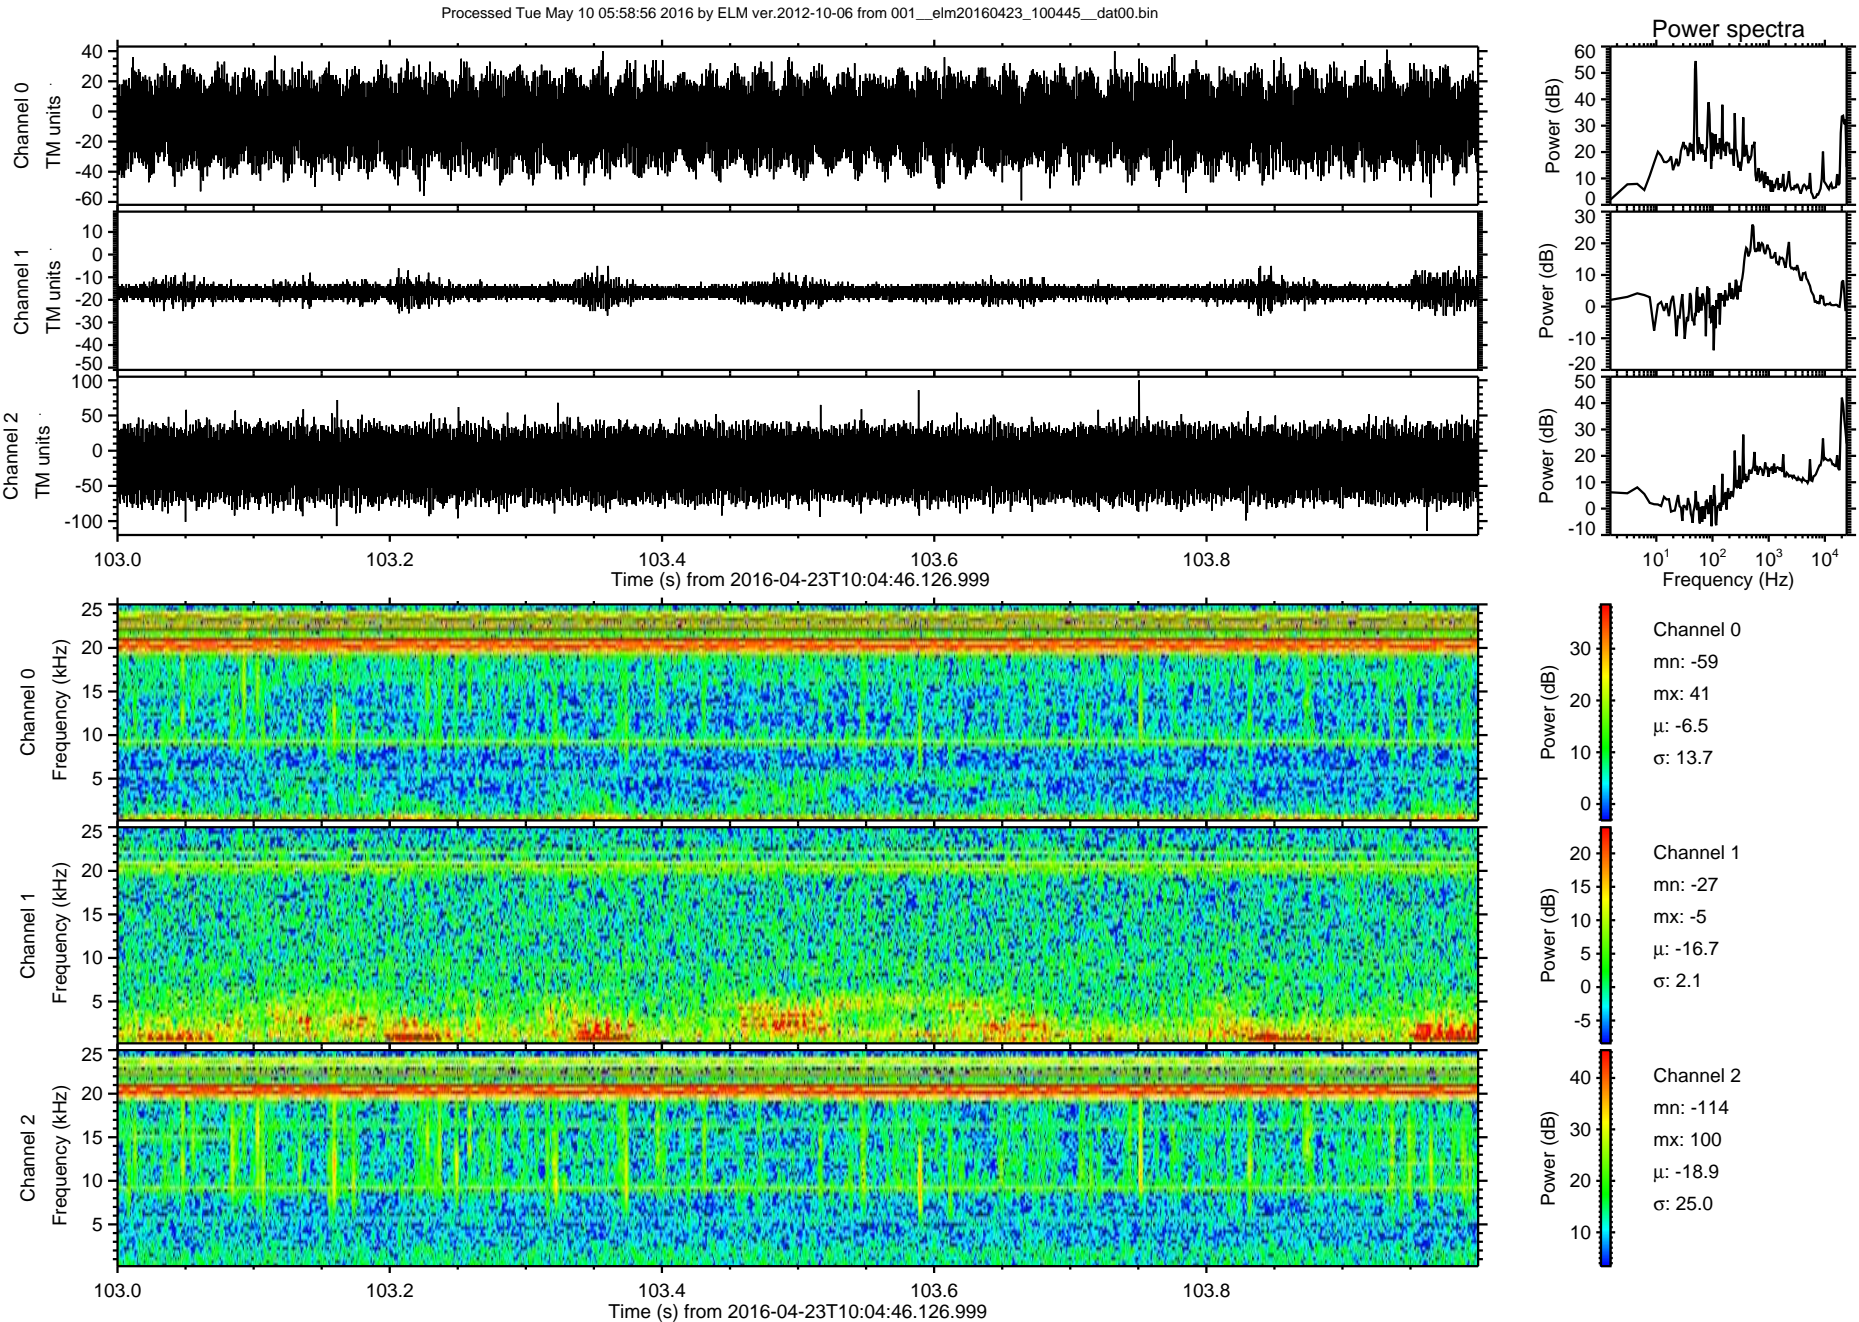 Processed Tue May 10 05:58:56 2016 by ELM ver.2012-10-06 from 001__elm20160423_100445__dat00.bin
Power spectra
Channel 0
TM units
40
20
0
-20
-40
-60
Power (dB)
60
50
40
30
20
10
0
Channel 1
TM units
10
0
-10
-20
-30
-40
-50
Power (dB)
30
20
10
0
-10
-20
Channel 2
TM units
100
50
0
-50
-100
Power (dB)
50
40
30
20
10
0
-10
103.0 103.2 103.4 103.6 103.8
Time (s) from 2016-04-23T10:04:46.126.999
10¹ 10² 10³ 10⁴
Frequency (Hz)
Channel 0
Frequency (kHz)
25
20
15
10
5
Power (dB)
30
20
10
0
Channel 0
mn: -59
mx: 41
μ: -6.5
σ: 13.7
Channel 1
Frequency (kHz)
25
20
15
10
5
Power (dB)
20
15
10
5
0
-5
Channel 1
mn: -27
mx: -5
μ: -16.7
σ: 2.1
Channel 2
Frequency (kHz)
25
20
15
10
5
Power (dB)
40
30
20
10
Channel 2
mn: -114
mx: 100
μ: -18.9
σ: 25.0
103.0 103.2 103.4 103.6 103.8
Time (s) from 2016-04-23T10:04:46.126.999